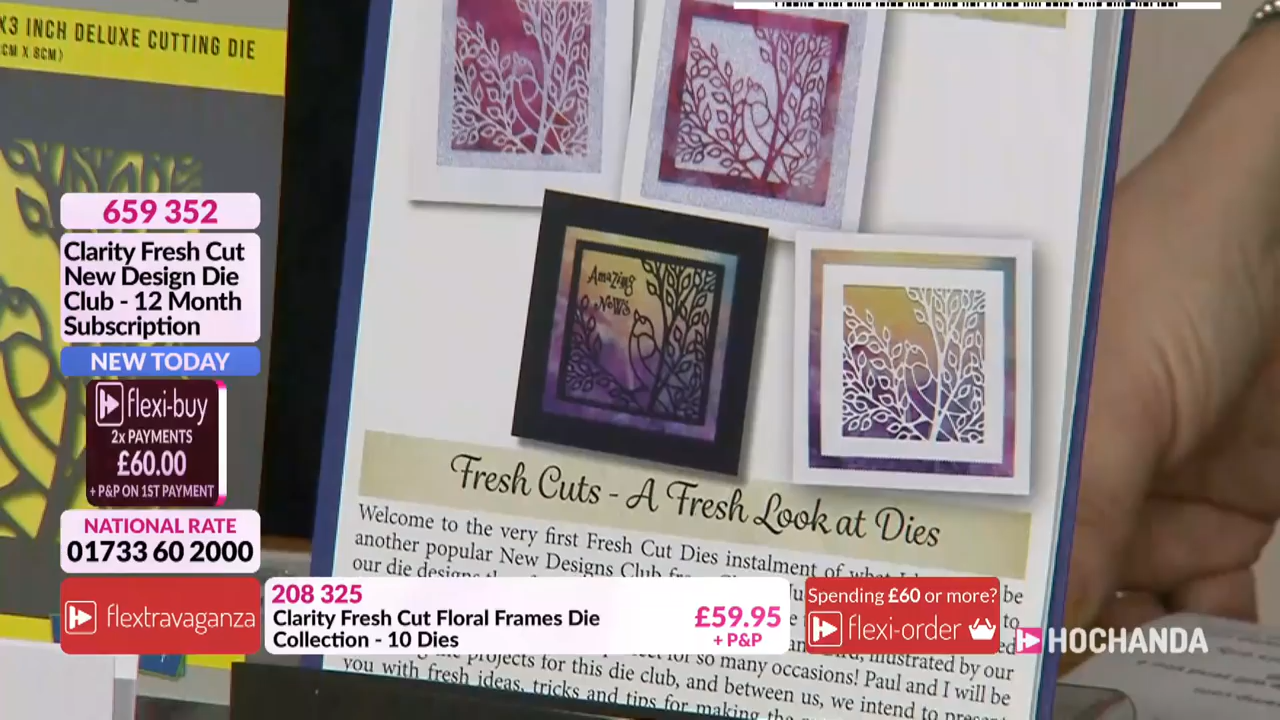 X3 INCH DELUXE CUTTING DIE
CM X 8CM)
659 352
Clarity Fresh Cut
New Design Die
Club - 12 Month
Subscription
NEW TODAY
flexi-buy
2x PAYMENTS
£60.00
+ P&P ON 1ST PAYMENT
NATIONAL RATE
01733 60 2000
flextravaganza
208 325
Clarity Fresh Cut Floral Frames Die
Collection - 10 Dies
£59.95
+ P&P
Spending £60 or more?
flexi-order
HOCHANDA
Amazing
News
Fresh Cuts - A Fresh Look at Dies
Welcome to the very first Fresh Cut Dies instalment of what I
another popular New Designs Club be
our die designs to
illustrated by our
projects for this die club, for so many occasions! Paul and I will be
you with fresh ideas, tricks and tips for making the and between us, we intend to present